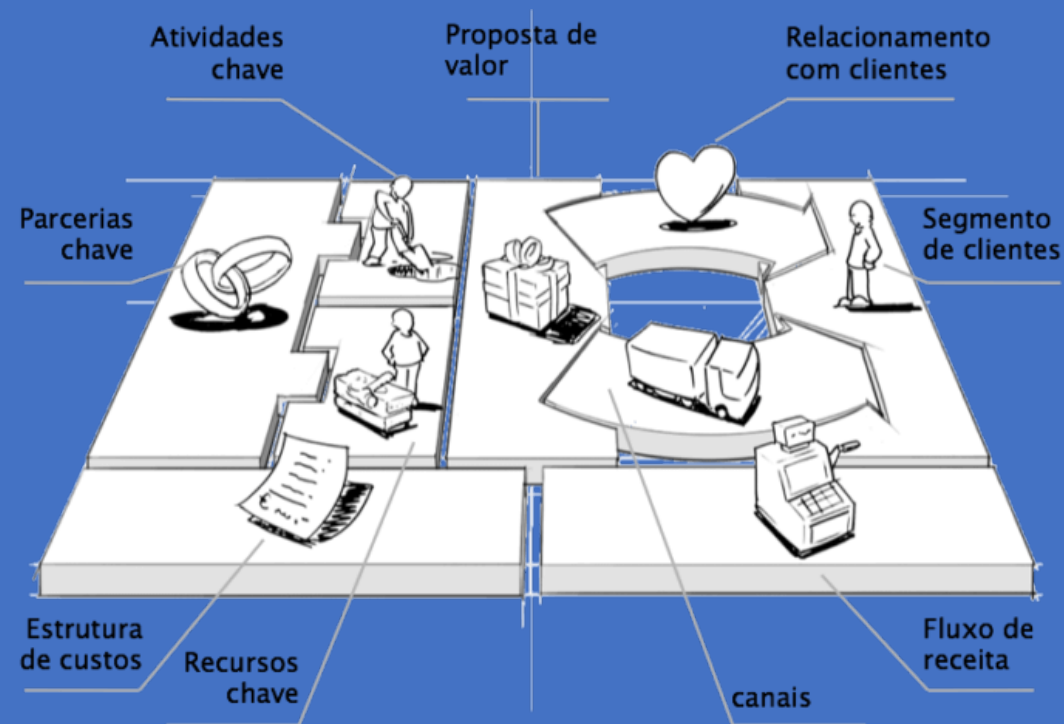 Atividades
chave
Proposta de
valor
Relacionamento
com clientes
Parcerias
chave
Segmento
de clientes
Estrutura
de custos
Recursos
chave
canais
Fluxo de
receita